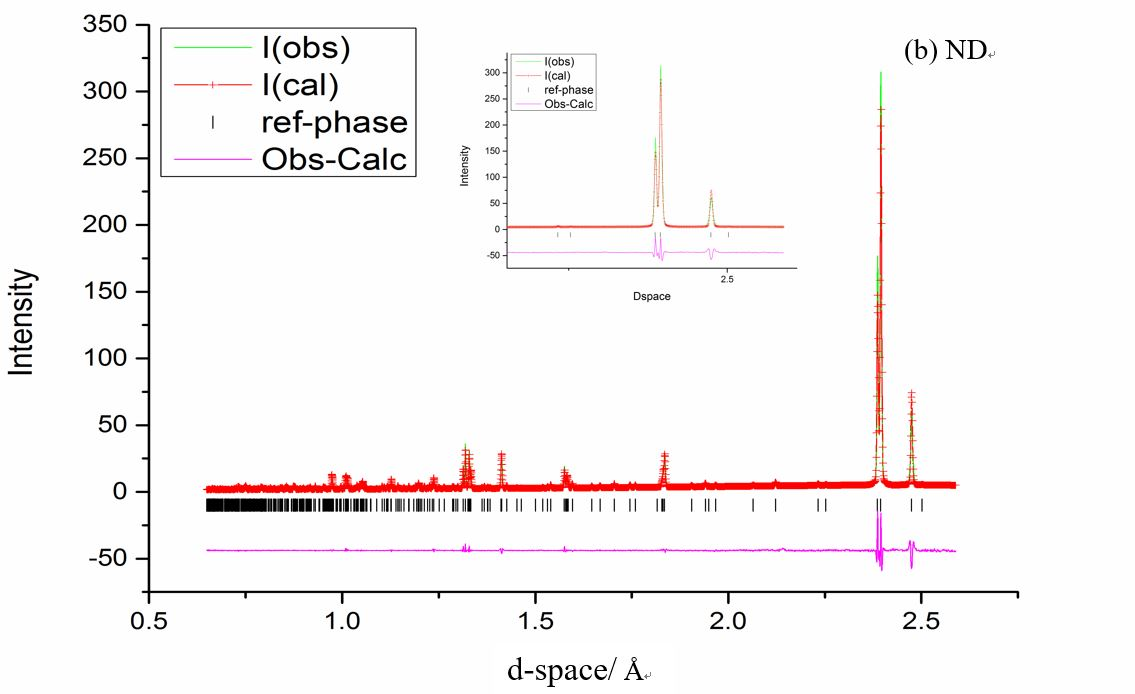 350
300
250
200
150
100
50
0
-50
Intensity
I(obs)
I(cal)
ref-phase
Obs-Calc
(b) ND↵
I(obs)
I(cal)
ref-phase
Obs-Calc
300
250
200
150
100
50
0
-50
Intensity
2.5
Dspace
0.5 1.0 1.5 2.0 2.5
d-space/ Å↵